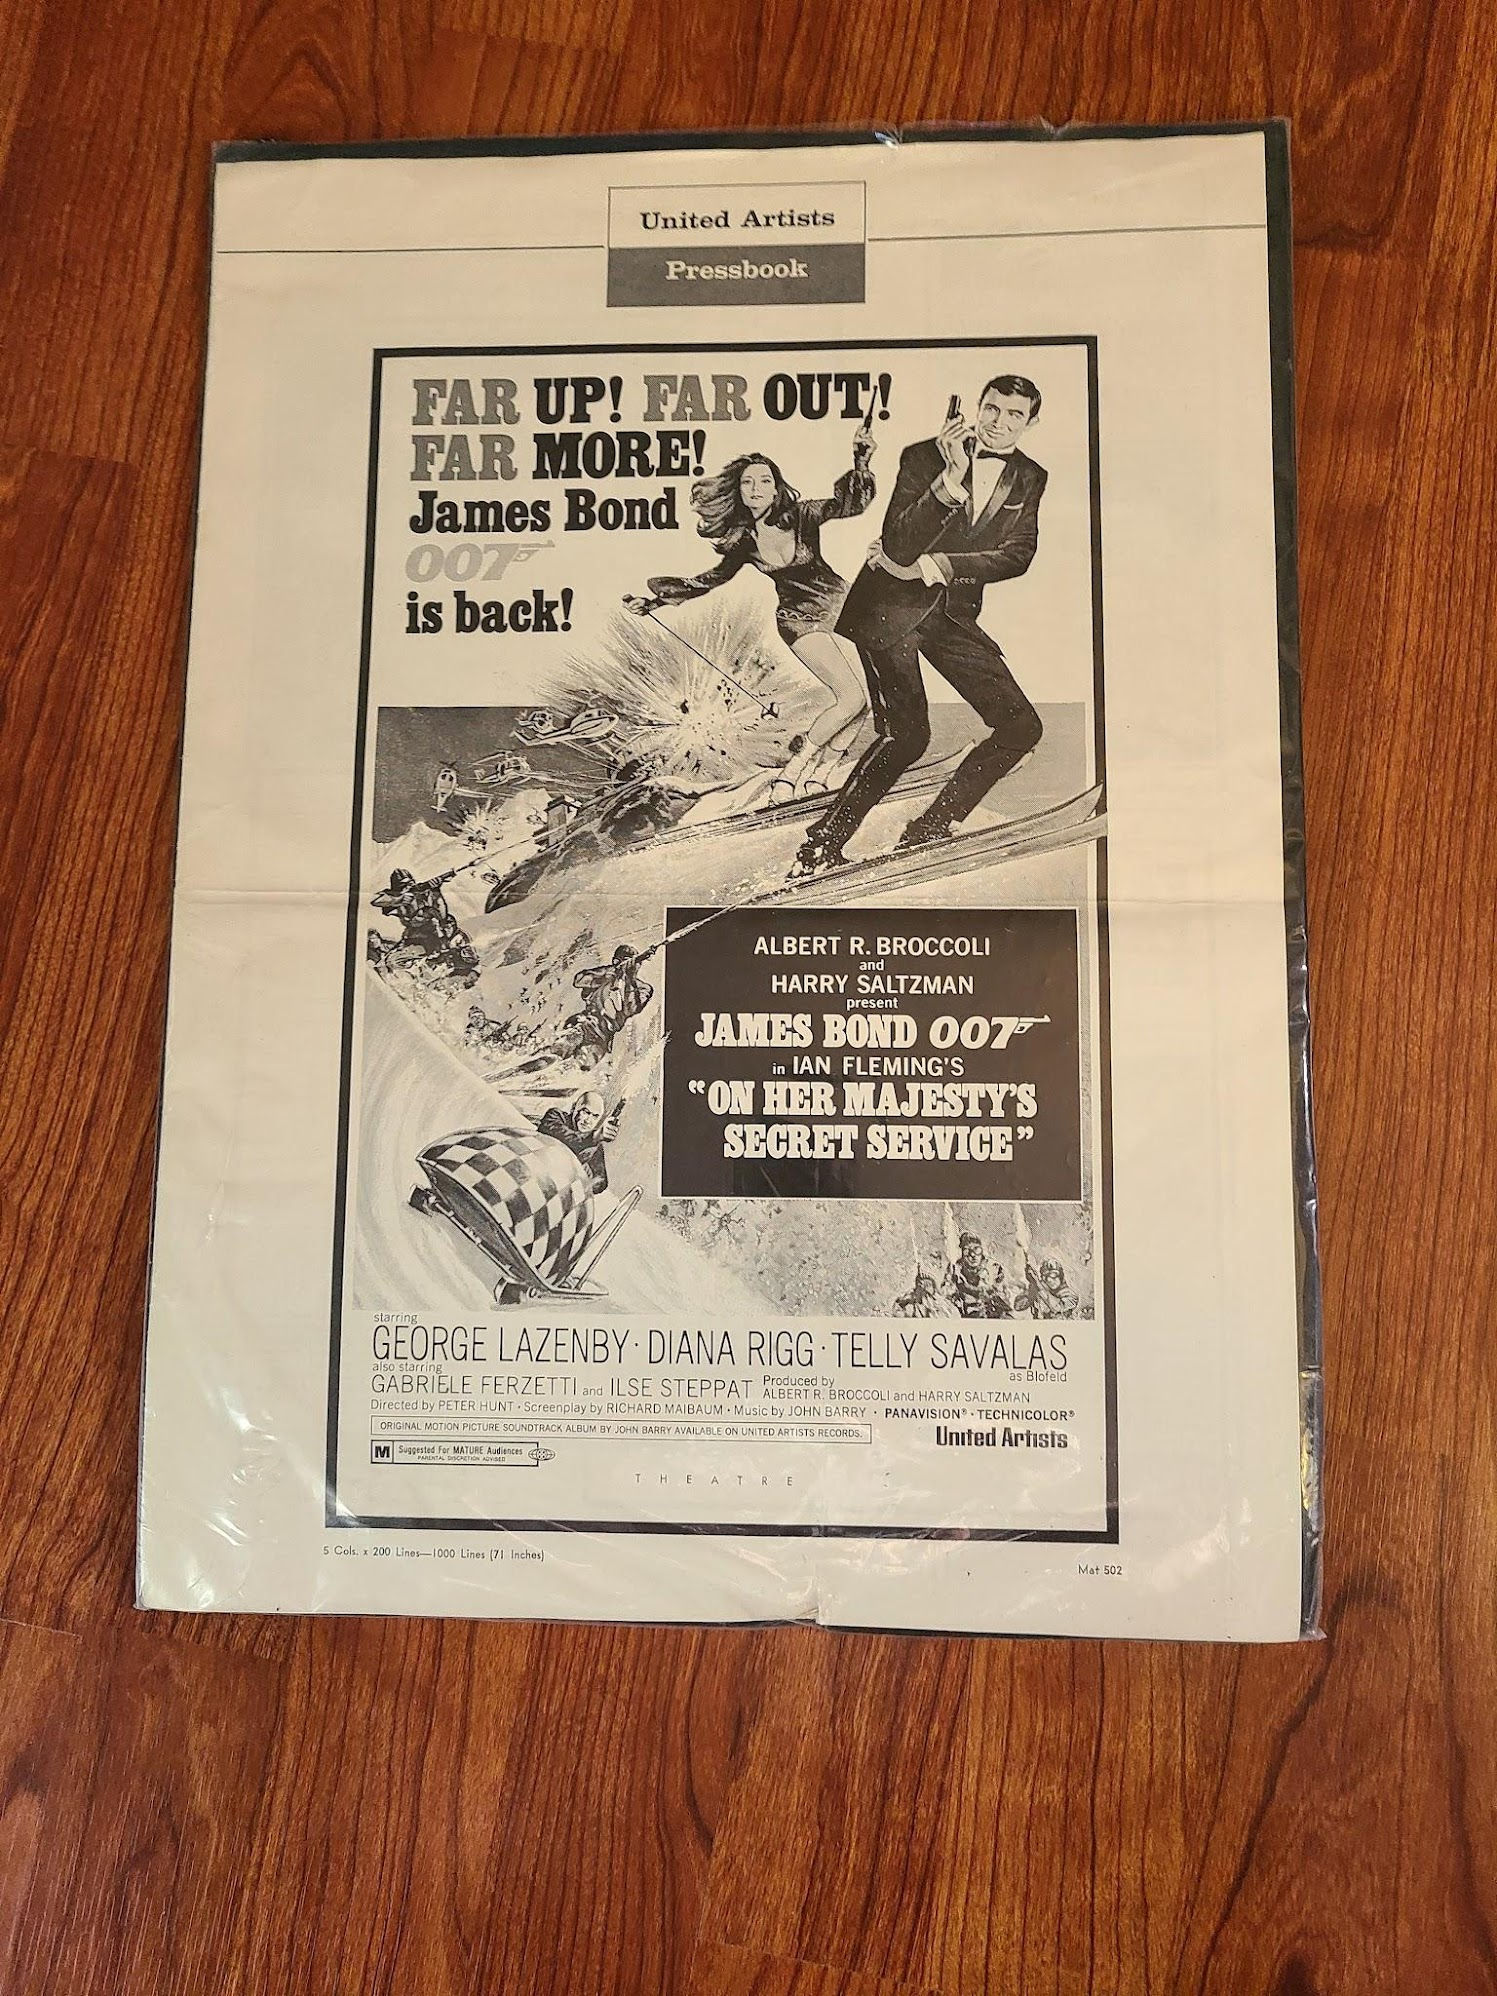 United Artists
Pressbook
FAR UP! FAR OUT!
FAR MORE!
James Bond
007
is back!
ALBERT R. BROCCOLI
and
HARRY SALTZMAN
present
JAMES BOND 007
in IAN FLEMING'S
“ON HER MAJESTY'S
SECRET SERVICE”
starring
GEORGE LAZENBY · DIANA RIGG · TELLY SAVALAS
as Blofeld
also starring
GABRIELE FERZETTI and ILSE STEPPAT
Produced by
ALBERT R. BROCCOLI and HARRY SALTZMAN
Directed by PETER HUNT · Screenplay by RICHARD MAIBAUM · Music by JOHN BARRY · PANAVISION® · TECHNICOLOR®
ORIGINAL MOTION PICTURE SOUNDTRACK ALBUM BY JOHN BARRY AVAILABLE ON UNITED ARTISTS RECORDS.
United Artists
M Suggested For MATURE Audiences
PARENTAL DISCRETION ADVISED
THEATRE
5 Cols. x 200 Lines—1000 Lines (71 Inches)
Mat 502